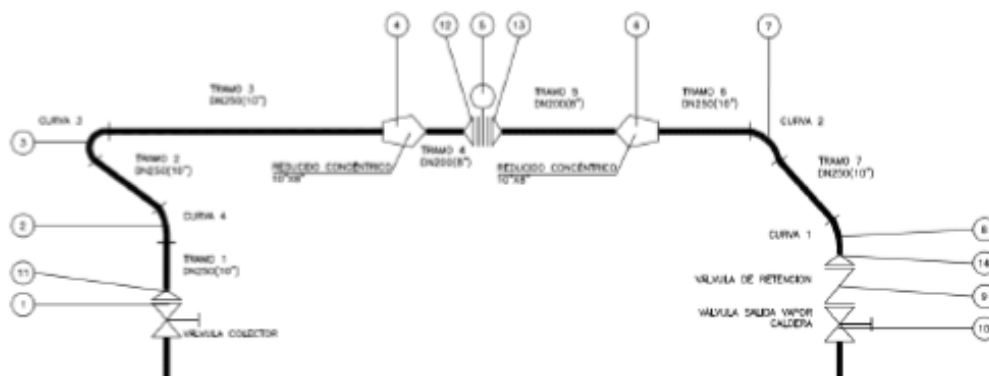 4
12
5
13
6
7
TRAMO 3
DN250(10")
TRAMO 5
DN200(8")
TRAMO 6
DN250(10")
CURVA 3
CURVA 2
3
TRAMO 2
DN250(10")
TRAMO 4
DN200(8")
TRAMO 7
DN250(10")
REDUCIDO CONCÉNTRICO
10"X8"
REDUCIDO CONCÉNTRICO
10"X8"
2
CURVA 4
CURVA 1
8
TRAMO 1
DN250(10")
14
11
VÁLVULA DE RETENCION
9
1
VÁLVULA SALIDA VAPOR
CALDERA
10
VÁLVULA COLECTOR